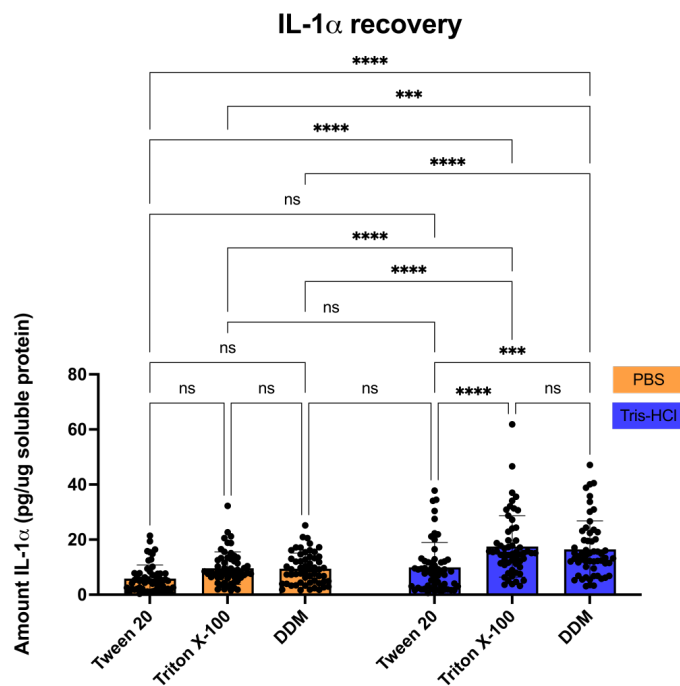 IL-1α recovery
****
***
****
****
ns
****
****
ns
ns
***
ns
ns
ns
****
ns
PBS
Tris-HCl
Amount IL-1α (pg/ug soluble protein)
80
60
40
20
0
Tween 20
Triton X-100
DDM
Tween 20
Triton X-100
DDM